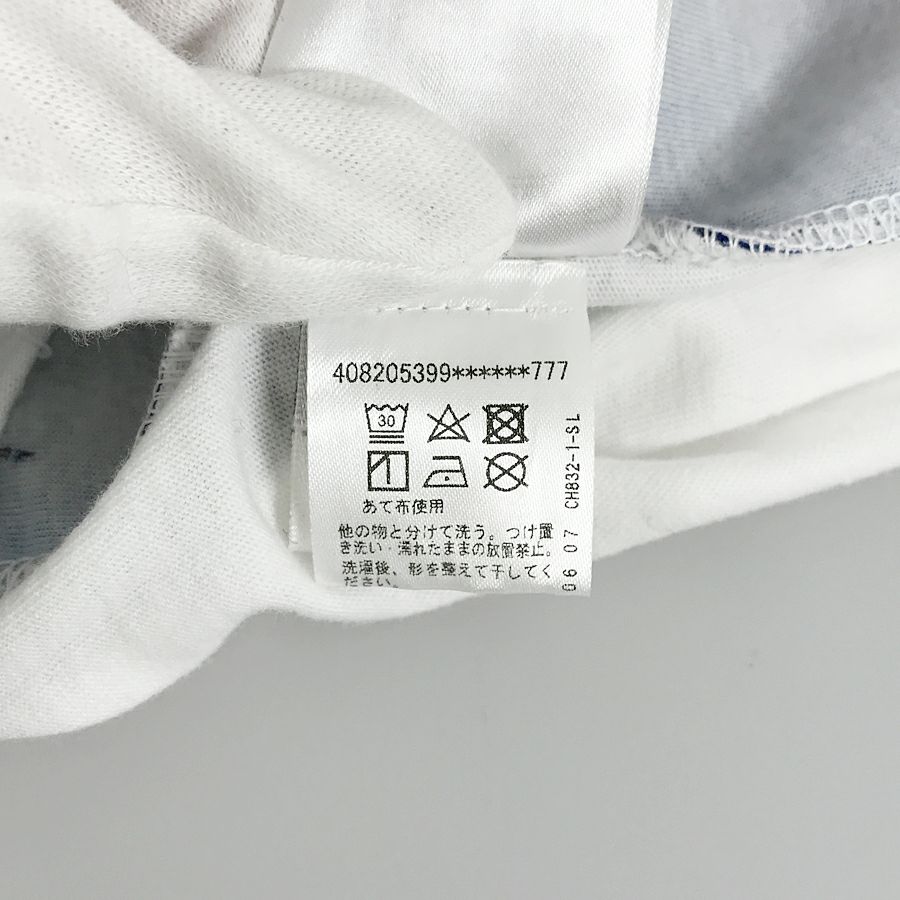 408205399******777
30
あて布使用
他の物と分けて洗う。つけ置
き洗い・濡れたままの放置禁止。
洗濯後、形を整えて干してく
ださい。
06 07 CH832-1-SL